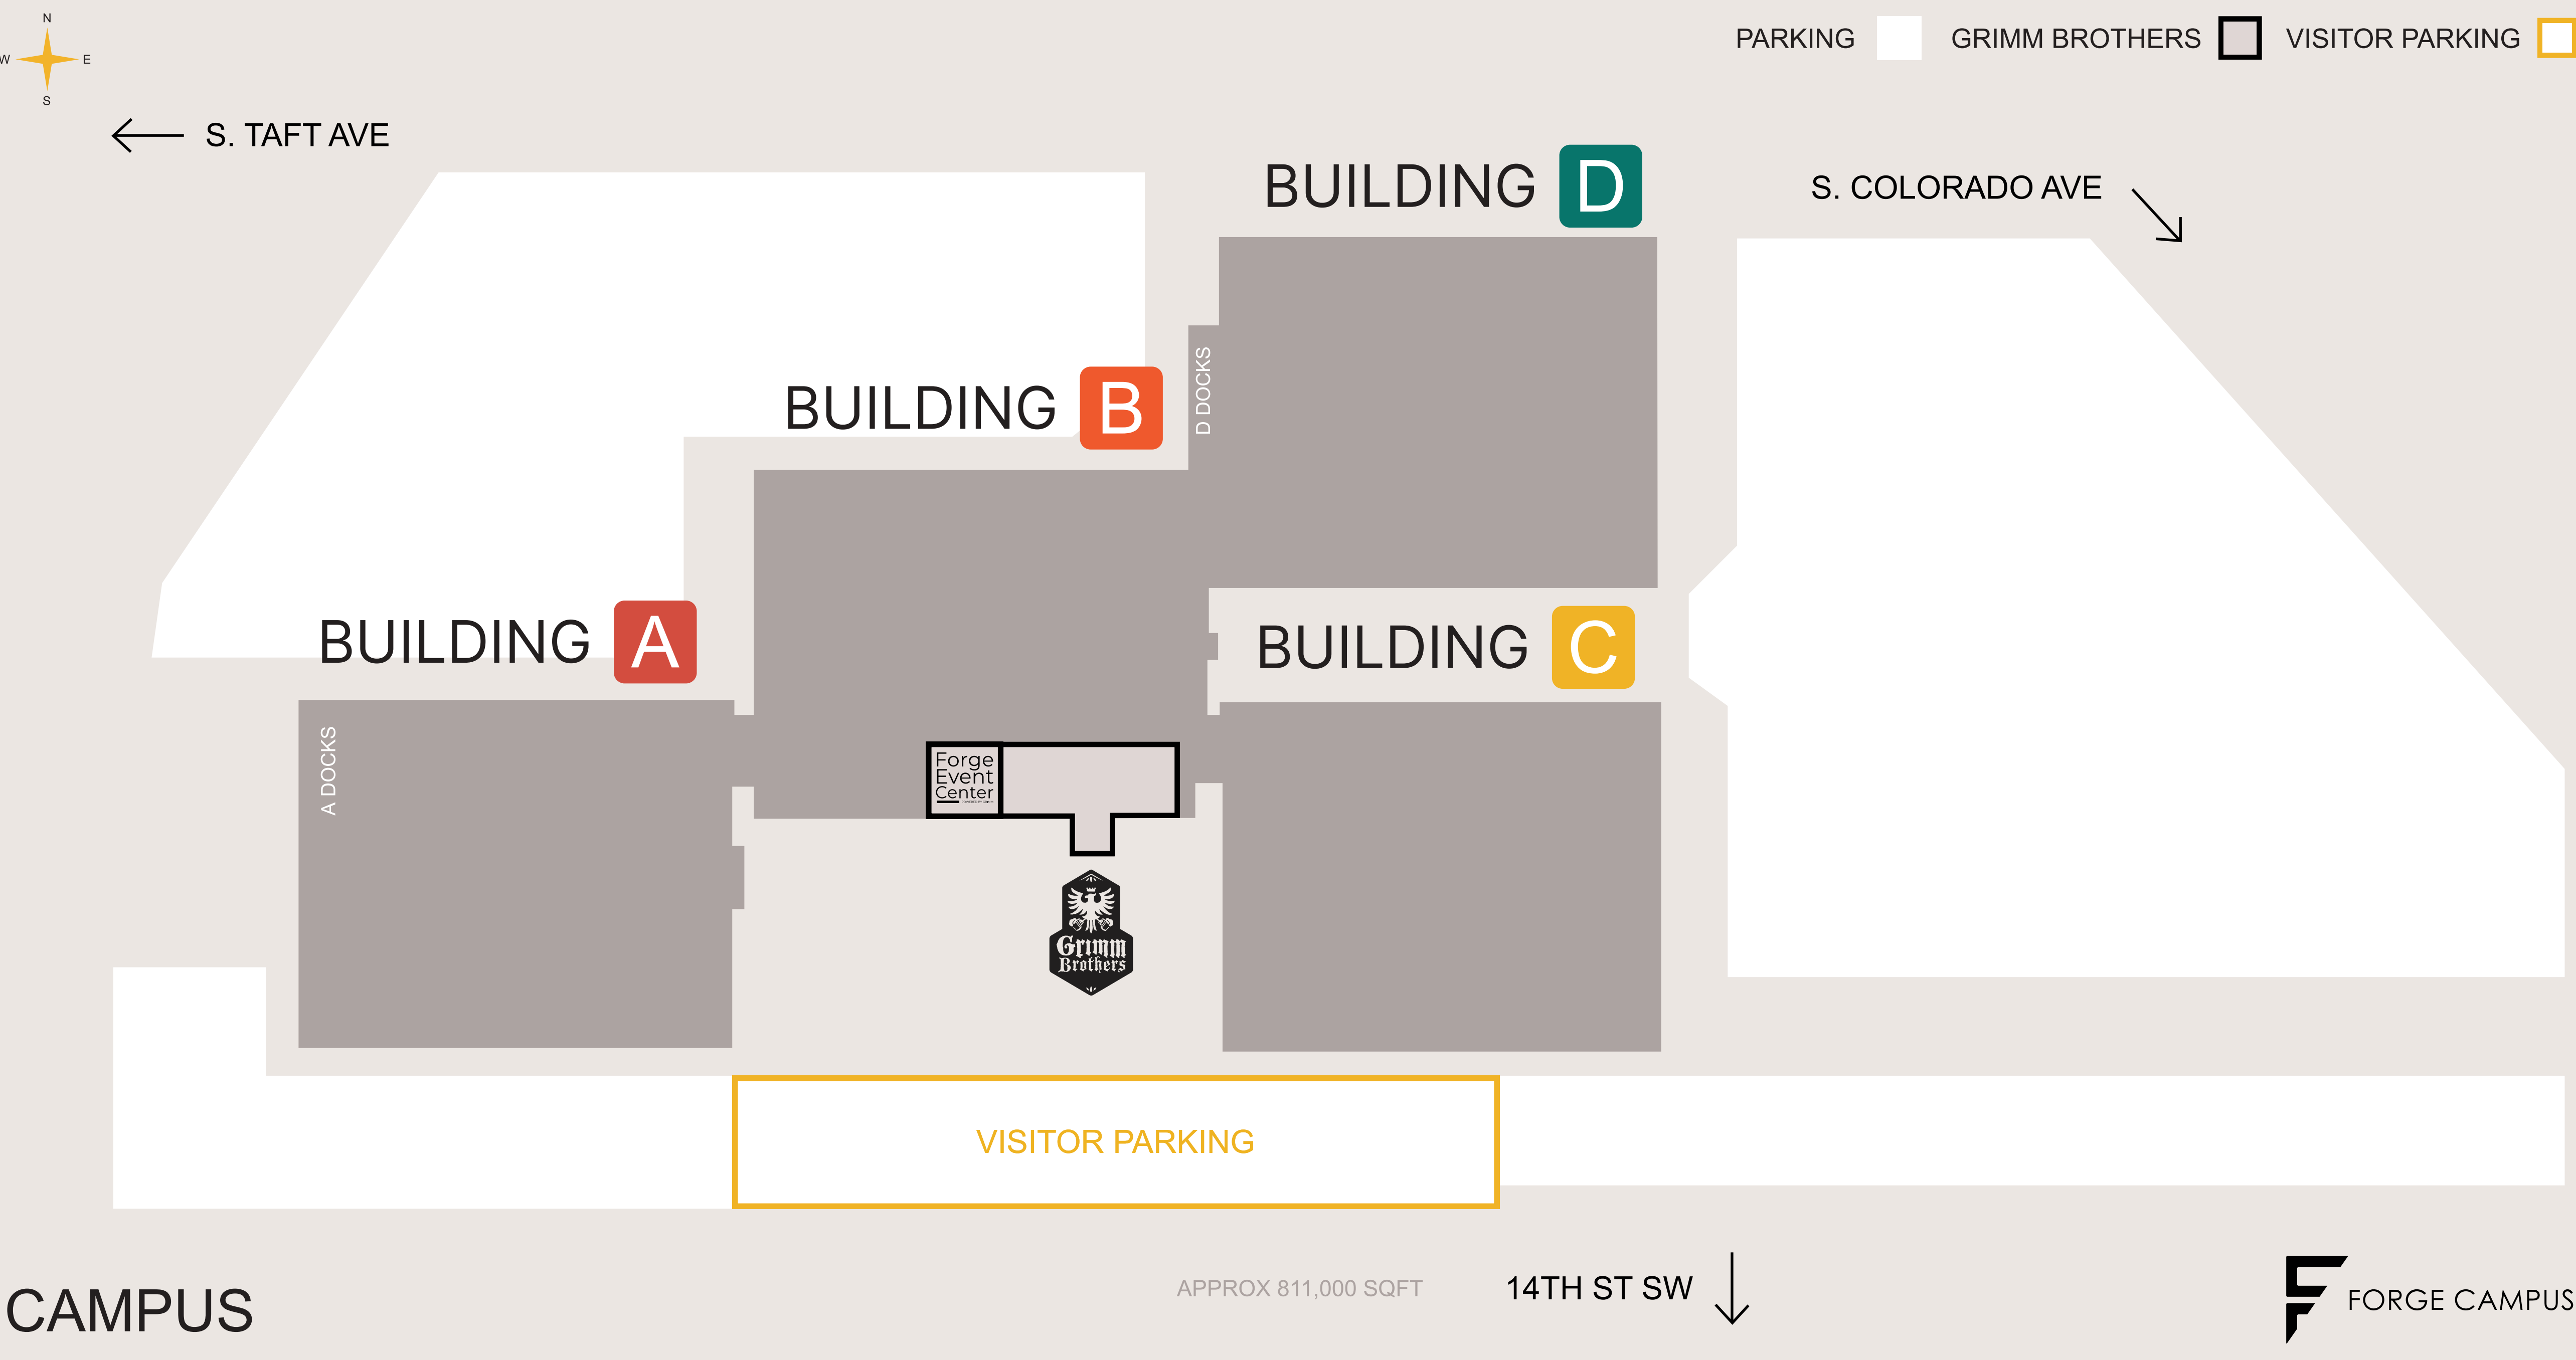 N
W
E
S
PARKING
GRIMM BROTHERS
VISITOR PARKING
S. TAFT AVE
BUILDING D
S. COLORADO AVE
D DOCKS
BUILDING B
BUILDING A
BUILDING C
A DOCKS
Forge
Event
Center
Grimm
Brothers
VISITOR PARKING
APPROX 811,000 SQFT
14TH ST SW
CAMPUS
FORGE CAMPUS